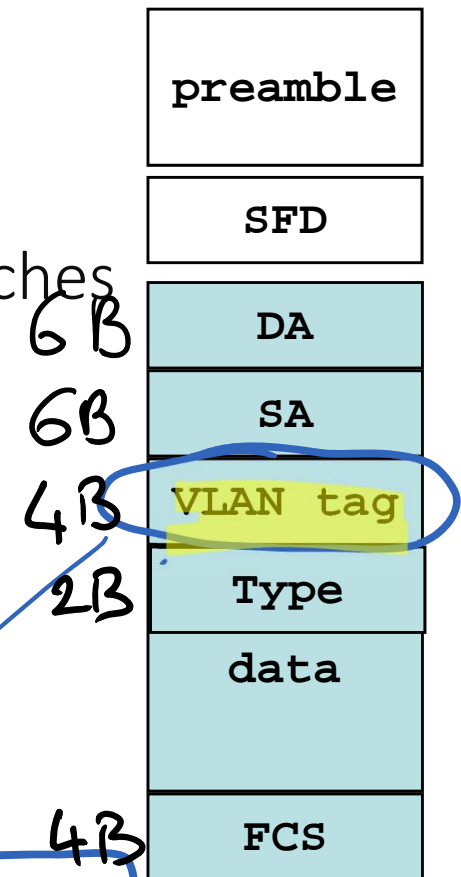 preamble
SFD
ches
6B DA
6B SA
4B VLAN tag
2B Type
data
4B FCS